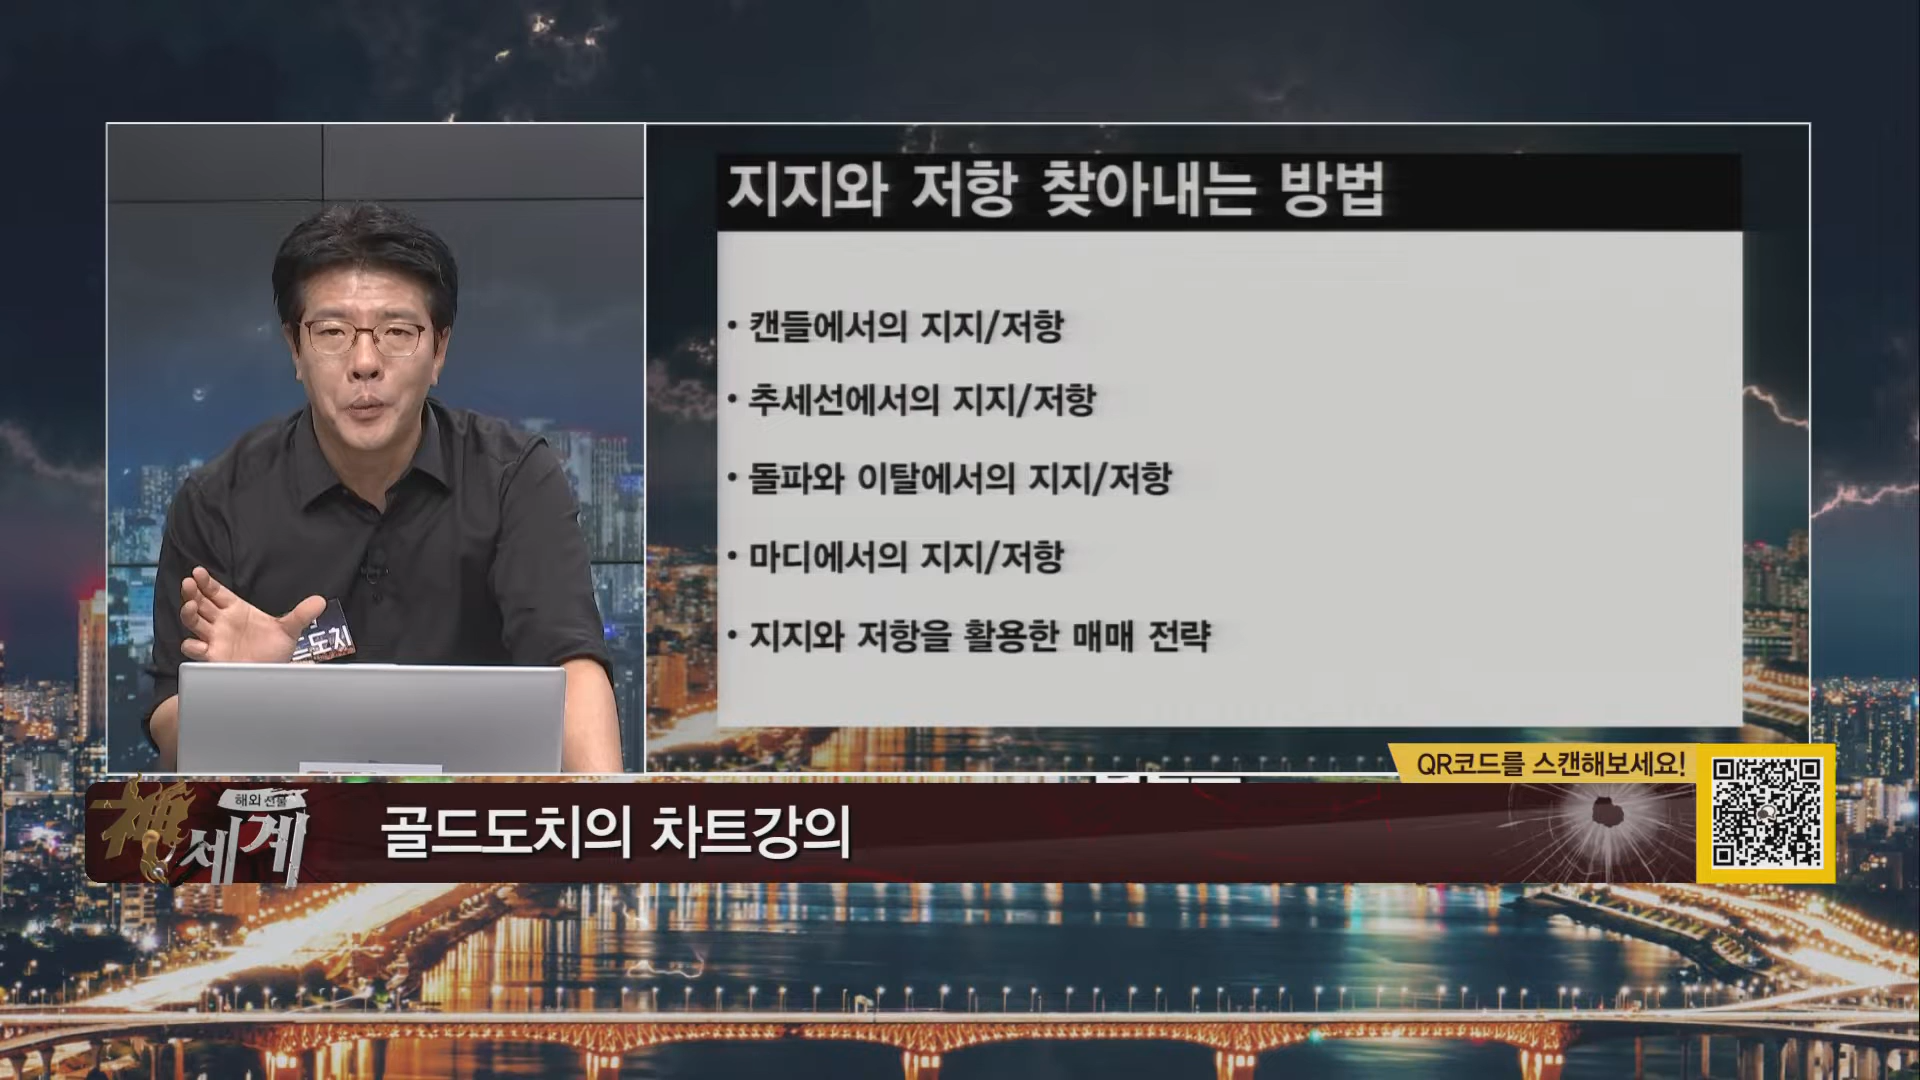 지지와 저항 찾아내는 방법
• 캔들에서의 지지/저항
• 추세선에서의 지지/저항
• 돌파와 이탈에서의 지지/저항
• 마디에서의 지지/저항
• 지지와 저항을 활용한 매매 전략
도치
QR코드를 스캔해보세요!
해외 선물
神세계
골드도치의 차트강의